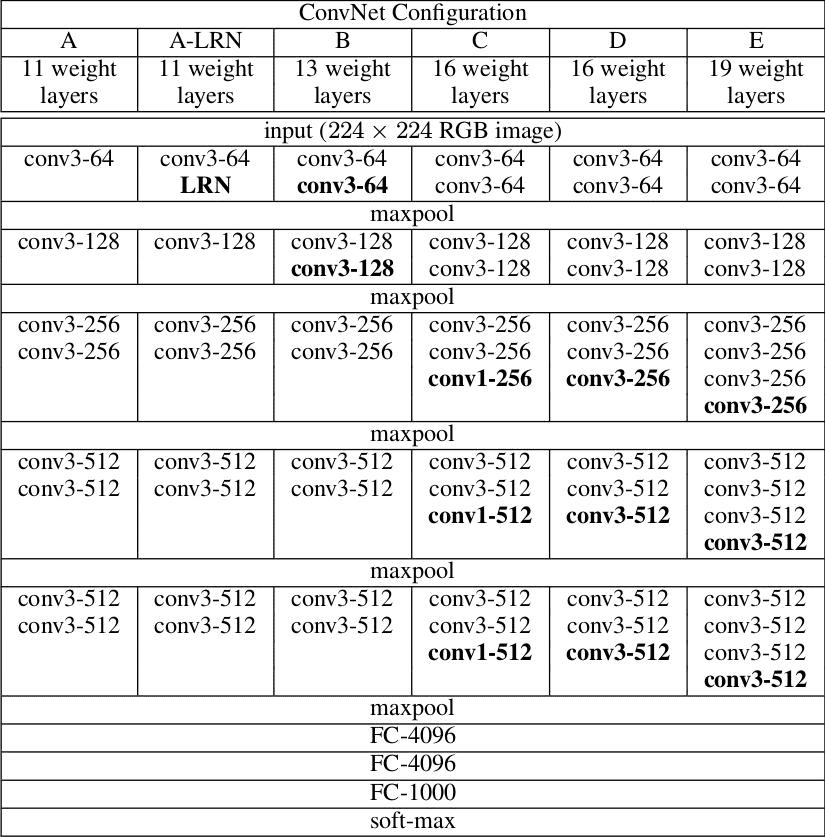 ConvNet Configuration
A A-LRN B C D E
11 weight 11 weight 13 weight 16 weight 16 weight 19 weight
layers layers layers layers layers layers
input (224 × 224 RGB image)
conv3-64 conv3-64 conv3-64 conv3-64 conv3-64 conv3-64
LRN conv3-64 conv3-64 conv3-64 conv3-64
maxpool
conv3-128 conv3-128 conv3-128 conv3-128 conv3-128 conv3-128
conv3-128 conv3-128 conv3-128 conv3-128
maxpool
conv3-256 conv3-256 conv3-256 conv3-256 conv3-256 conv3-256
conv3-256 conv3-256 conv3-256 conv3-256 conv3-256 conv3-256
conv1-256 conv3-256 conv3-256
conv3-256
maxpool
conv3-512 conv3-512 conv3-512 conv3-512 conv3-512 conv3-512
conv3-512 conv3-512 conv3-512 conv3-512 conv3-512 conv3-512
conv1-512 conv3-512 conv3-512
conv3-512
maxpool
conv3-512 conv3-512 conv3-512 conv3-512 conv3-512 conv3-512
conv3-512 conv3-512 conv3-512 conv3-512 conv3-512 conv3-512
conv1-512 conv3-512 conv3-512
conv3-512
maxpool
FC-4096
FC-4096
FC-1000
soft-max